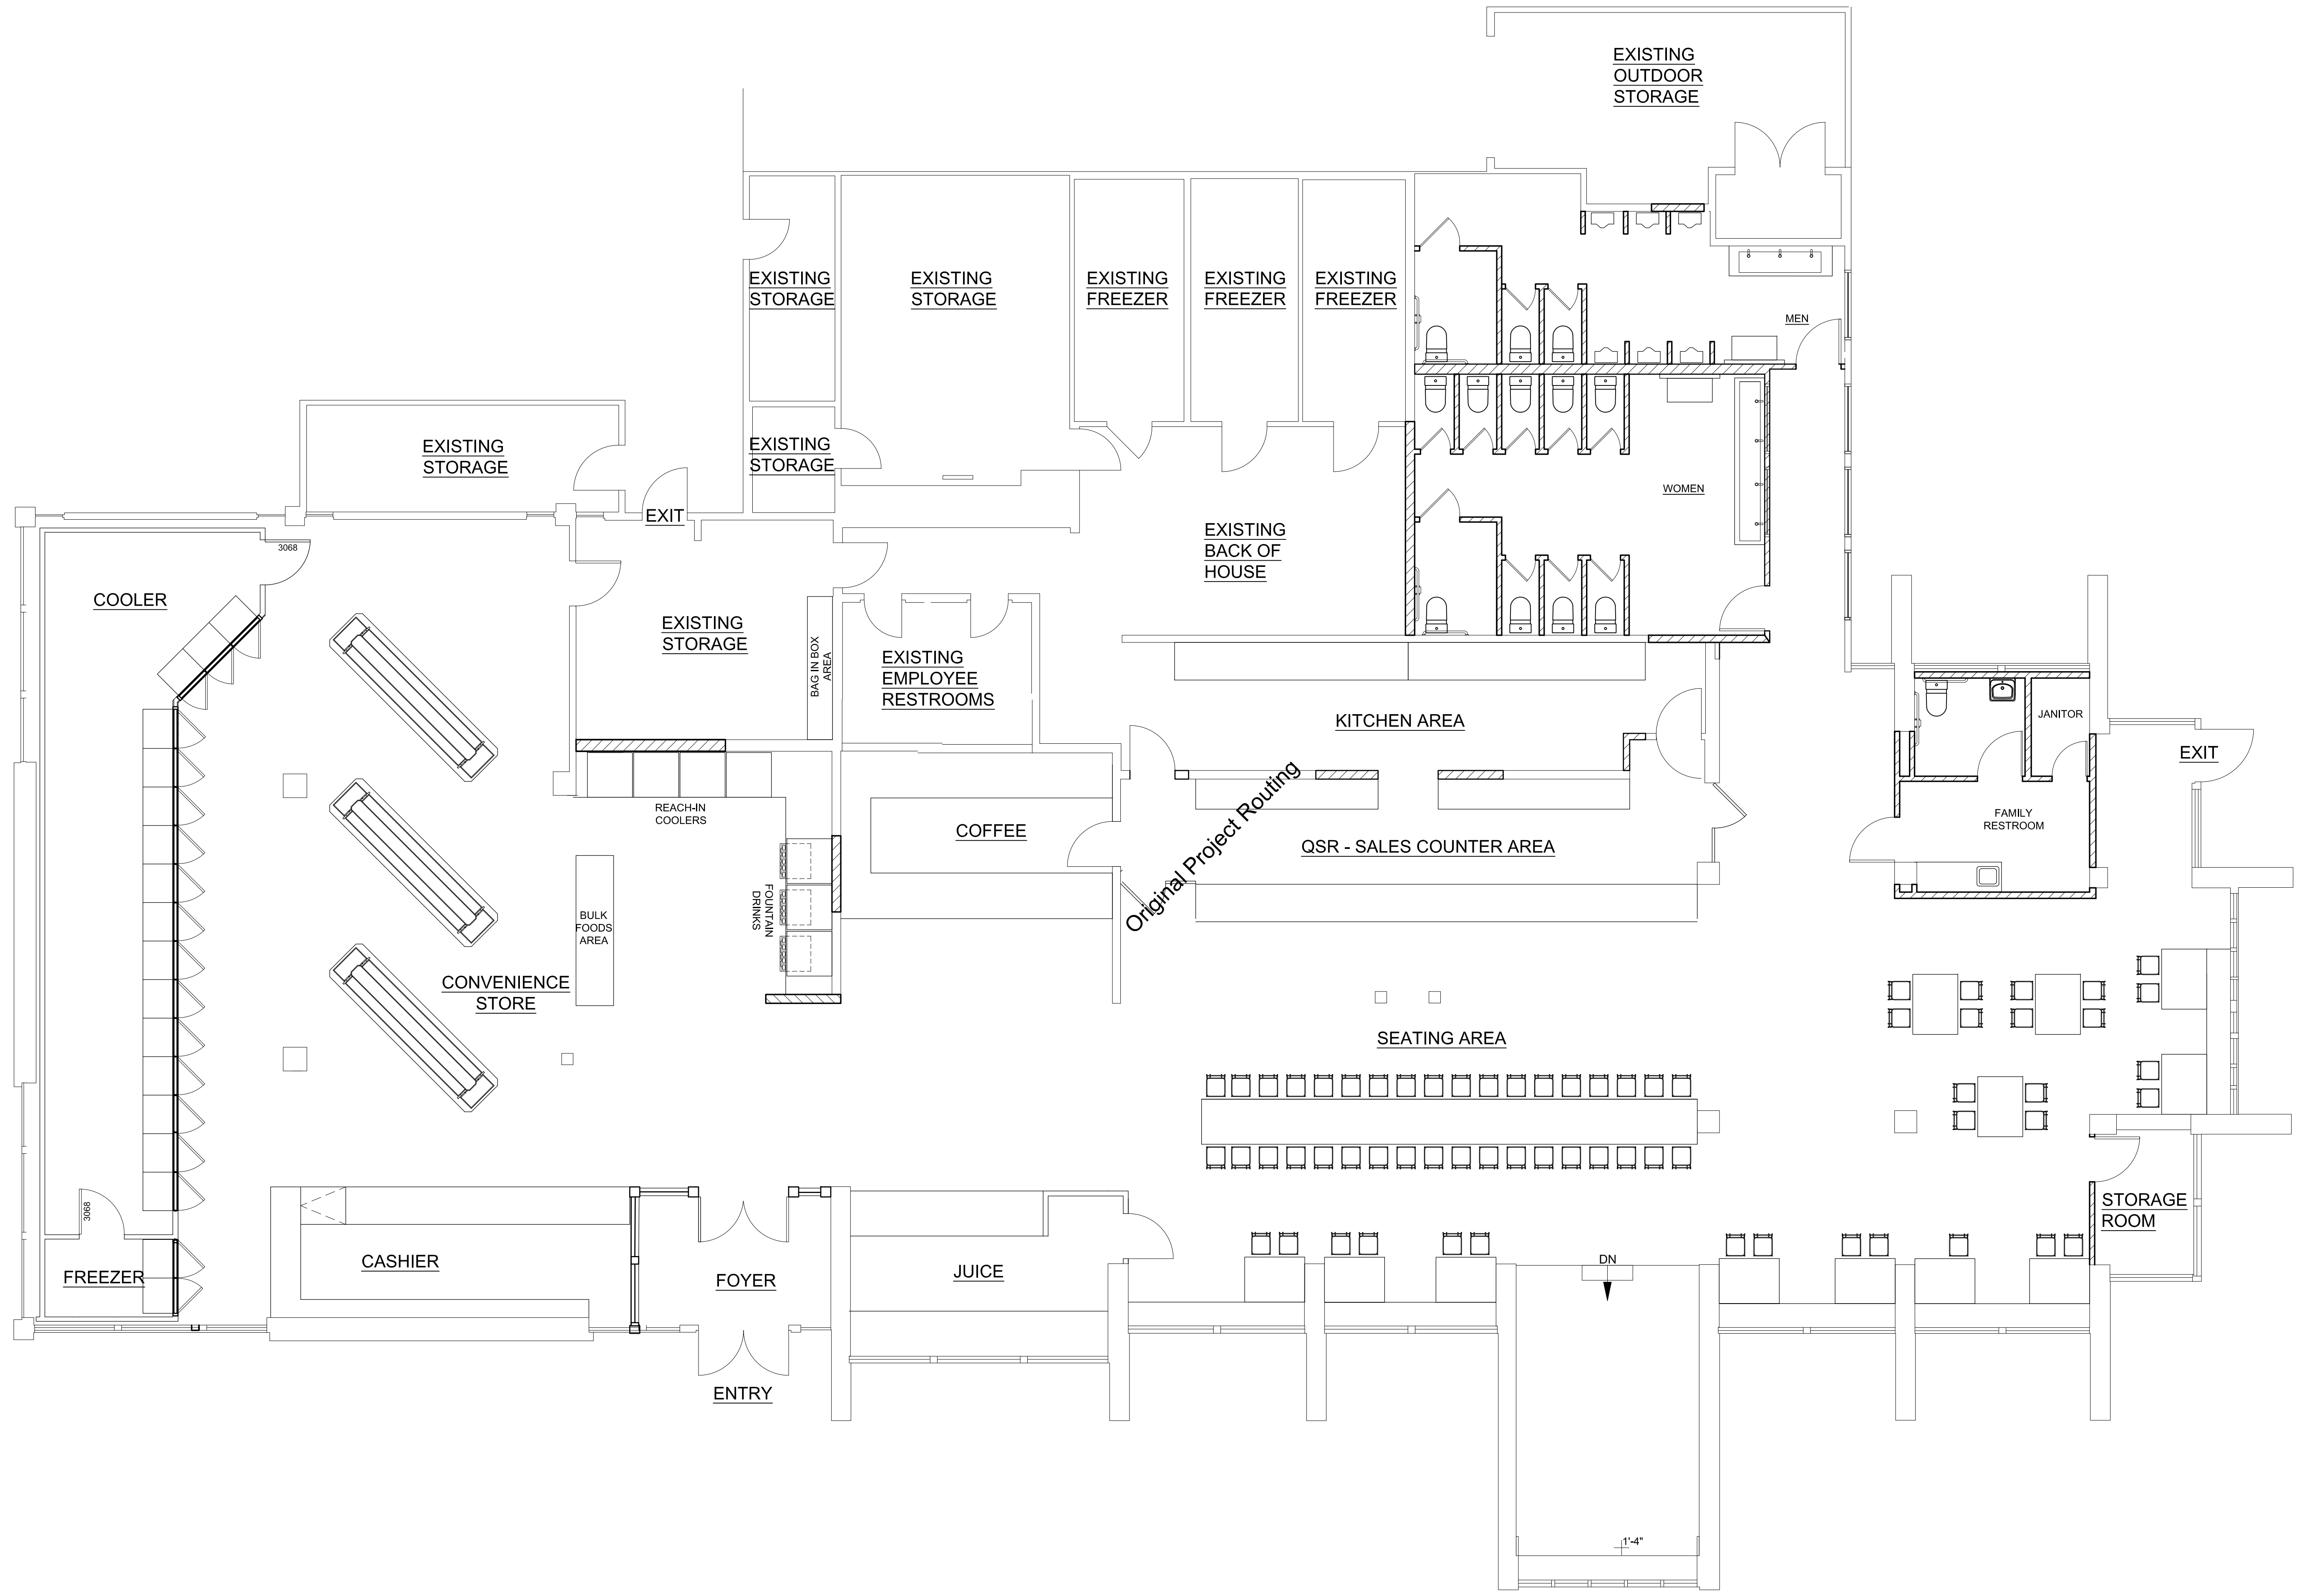 EXISTING
OUTDOOR
STORAGE
EXISTING
STORAGE
EXISTING
STORAGE
EXISTING
FREEZER
EXISTING
FREEZER
EXISTING
FREEZER
MEN
EXISTING
STORAGE
EXISTING
STORAGE
WOMEN
EXIT
3068
EXISTING
BACK OF
HOUSE
COOLER
EXISTING
STORAGE
BAG IN BOX
AREA
EXISTING
EMPLOYEE
RESTROOMS
KITCHEN AREA
JANITOR
EXIT
REACH-IN
COOLERS
COFFEE
Original Project Routing
QSR - SALES COUNTER AREA
FAMILY
RESTROOM
BULK
FOODS
AREA
FOUNTAIN
DRINKS
CONVENIENCE
STORE
SEATING AREA
3068
STORAGE
ROOM
CASHIER
FREEZER
FOYER
JUICE
DN
ENTRY
1'-4"